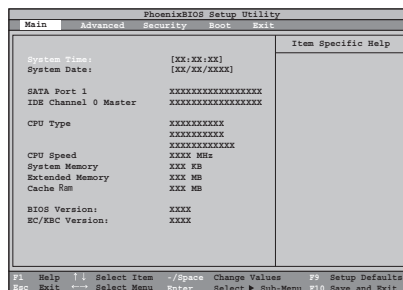 PhoenixBIOS Setup Utility
Main Advanced Security Boot Exit
Item Specific Help
System Time: [XX:XX:XX]
System Date: [XX/XX/XXXX]
SATA Port 1 XXXXXXXXXXXXXXXXX
IDE Channel 0 Master XXXXXXXXXXXXXXXXX
CPU Type XXXXXXXXXX
XXXXXXXXXX
XXXXXXXXXXXX
CPU Speed XXXX MHz
System Memory XXX KB
Extended Memory XXX MB
Cache Ram XXX MB
BIOS Version: XXXX
EC/KBC Version: XXXX
F1 Help ↑↓ Select Item -/Space Change Values F9 Setup Defaults
Esc Exit ←→ Select Menu Enter Select ▶ Sub-Menu F10 Save and Exit